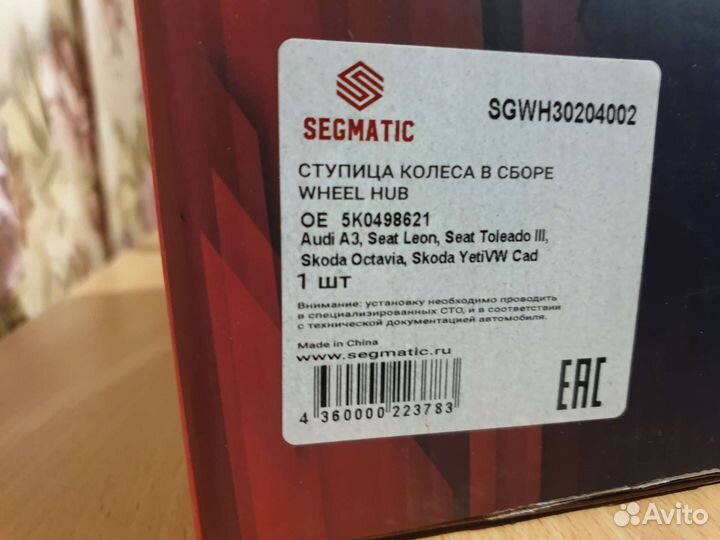 SEGMATIC
SGWH30204002
СТУПИЦА КОЛЕСА В СБОРЕ
WHEEL HUB
OE 5K0498621
Audi A3, Seat Leon, Seat Toleado III,
Skoda Octavia, Skoda YetiVW Cad
1 шт
Внимание: установку необходимо проводить
в специализированных СТО, и в соответствии
с технической документацией автомобиля.
Made in China
www.segmatic.ru
4 360000 223783
EAC
Avito